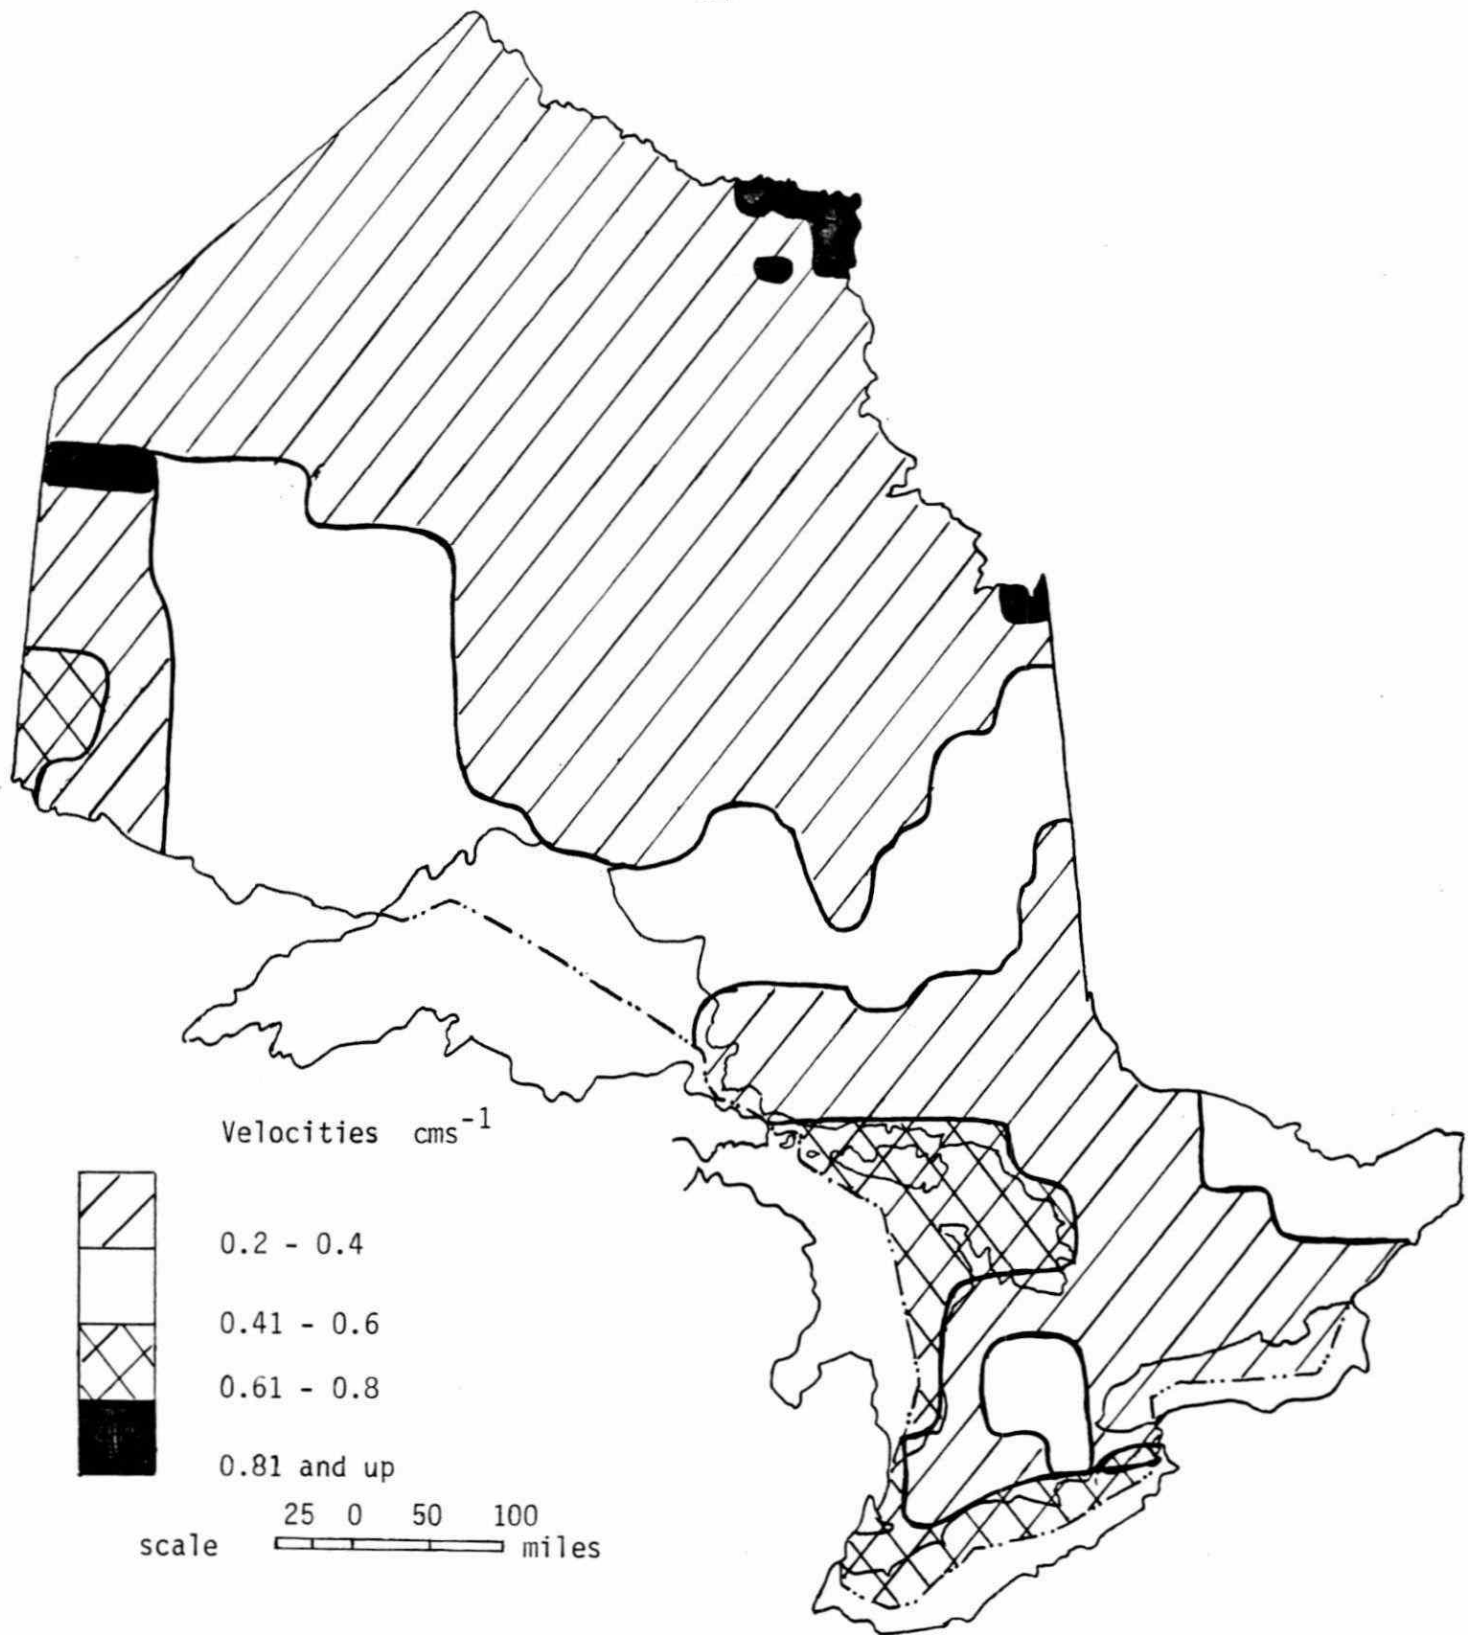 Velocities cms⁻¹
0.2 - 0.4
0.41 - 0.6
0.61 - 0.8
0.81 and up
25 0 50 100
scale miles